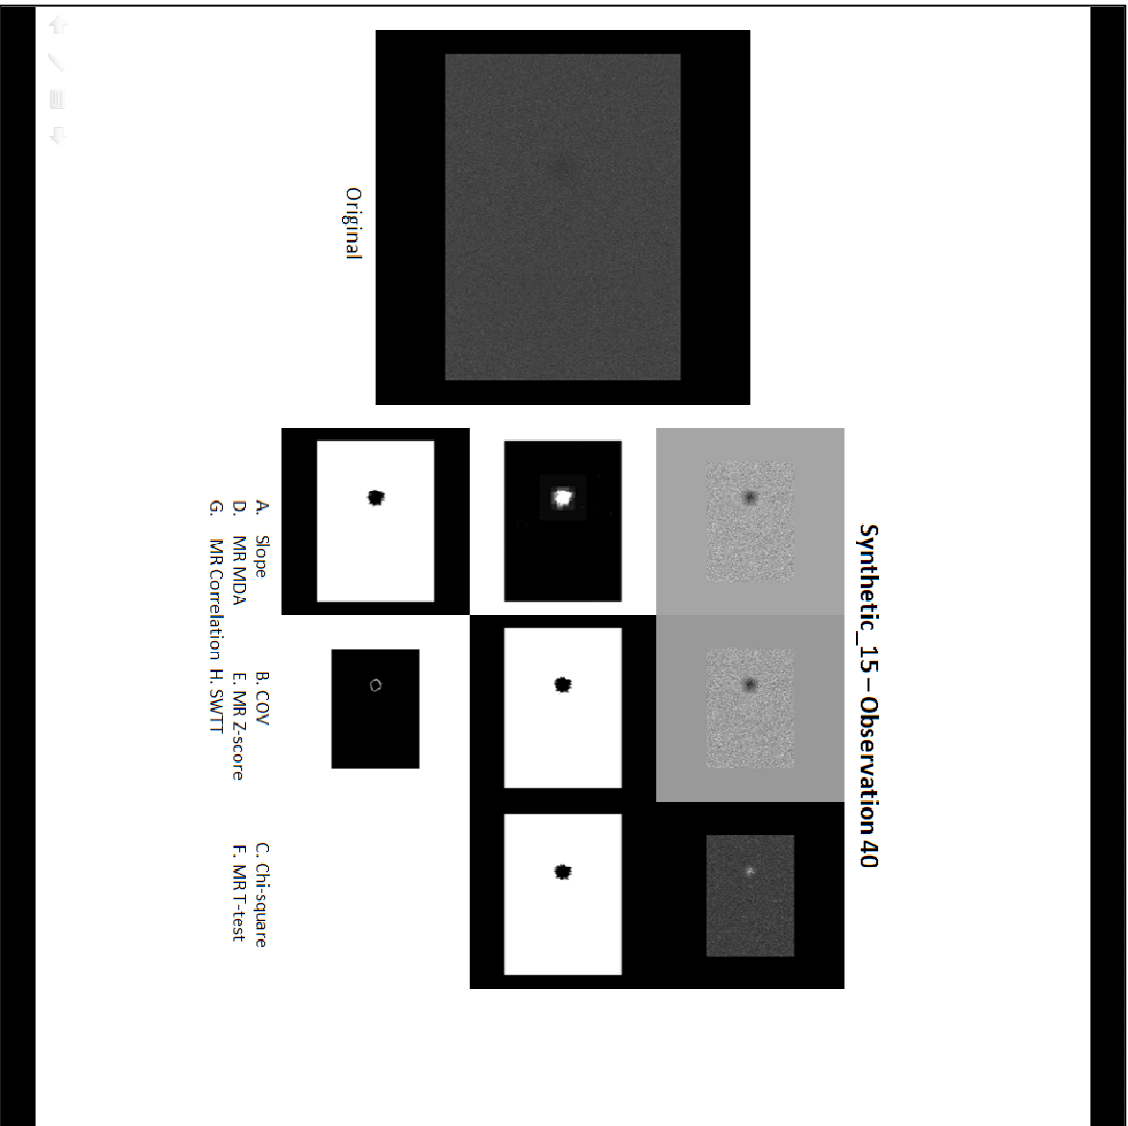 Synthetic_15 – Observation 40
Original
A. Slope B. COV C. Chi-square
D. MR MDA E. MR Z-score F. MR T-test
G. MR Correlation H. SWTT